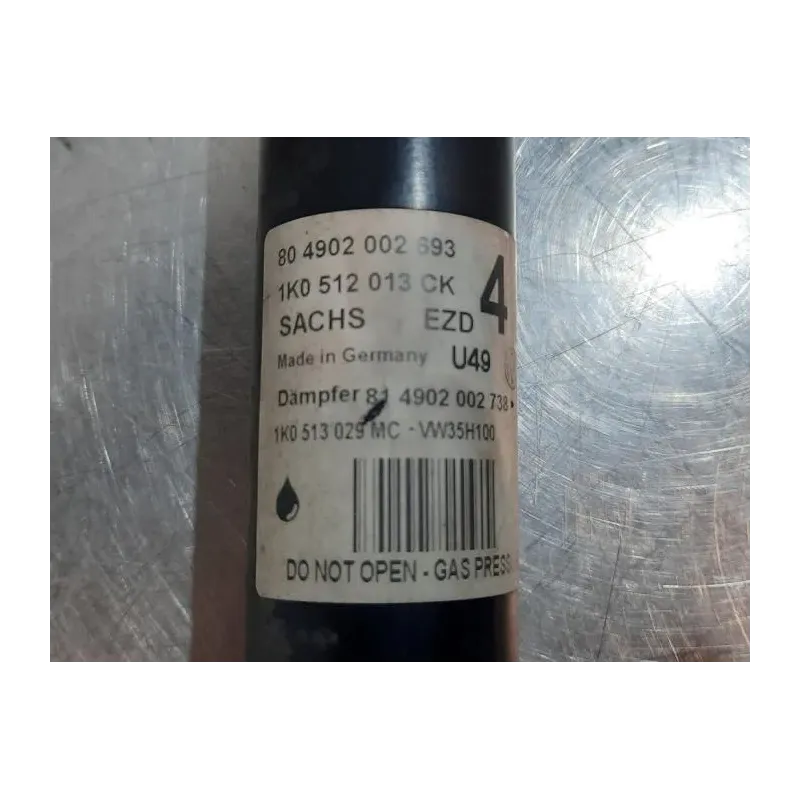 80 4902 002 693
1K0 512 013 CK 4
SACHS EZD
Made in Germany U49
Dämpfer 81 4902 002 738
1K0 513 029 MC - VW35H100
DO NOT OPEN - GAS PRESS